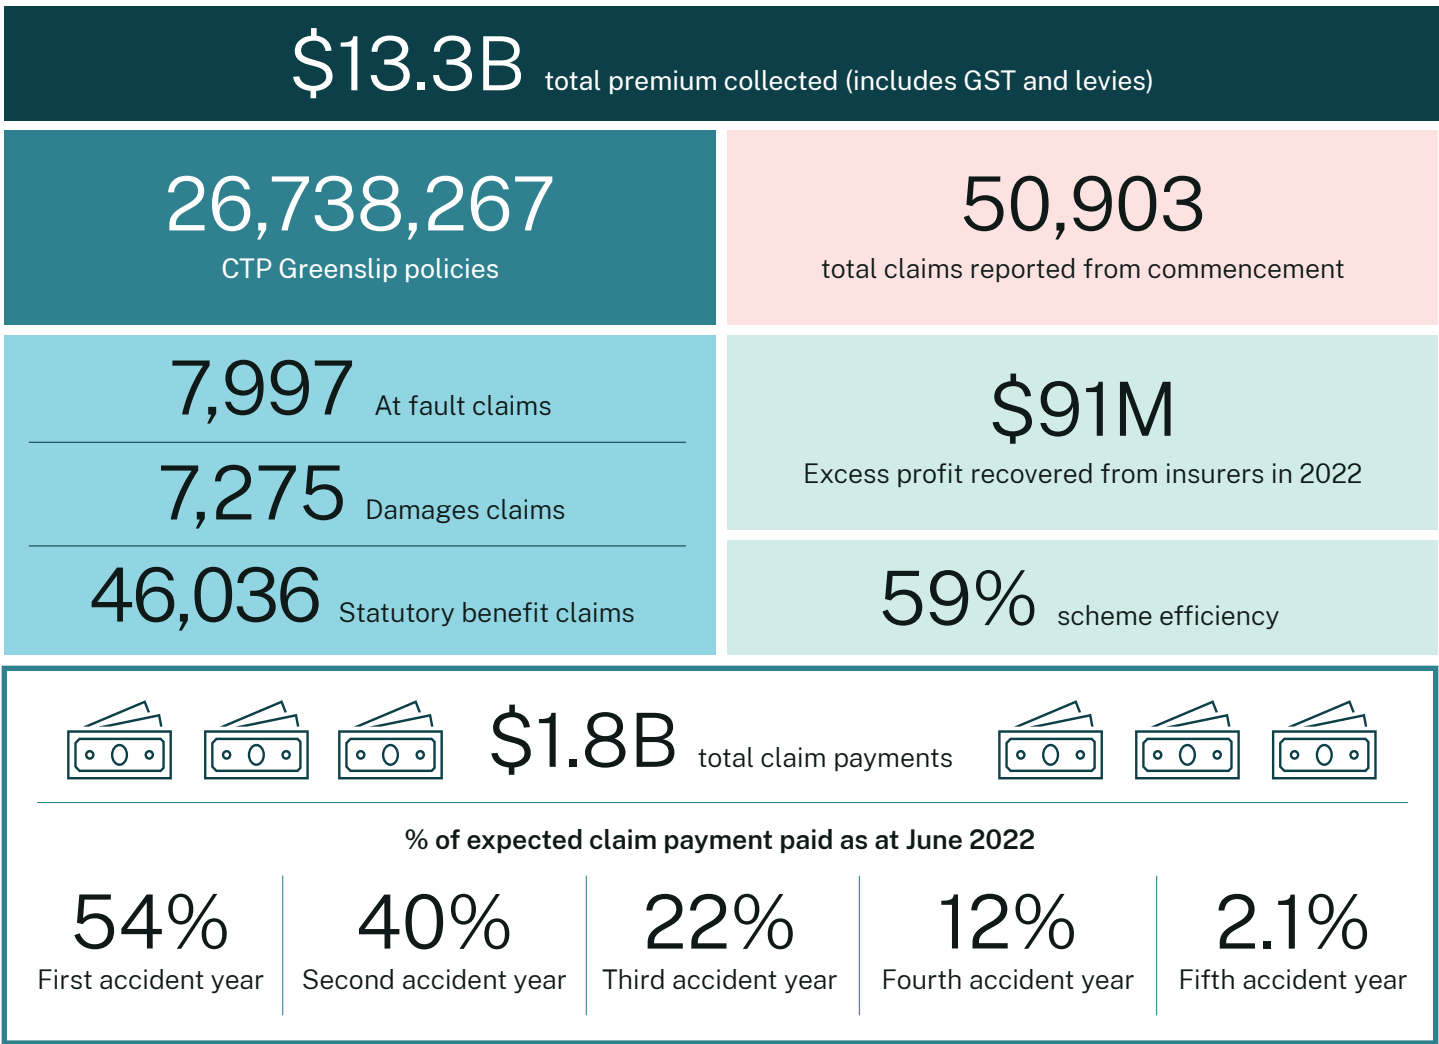 $13.3B total premium collected (includes GST and levies)
26,738,267
CTP Greenslip policies
50,903
total claims reported from commencement
7,997 At fault claims
7,275 Damages claims
46,036 Statutory benefit claims
$91M
Excess profit recovered from insurers in 2022
59% scheme efficiency
$1.8B total claim payments
% of expected claim payment paid as at June 2022
54%
First accident year
40%
Second accident year
22%
Third accident year
12%
Fourth accident year
2.1%
Fifth accident year